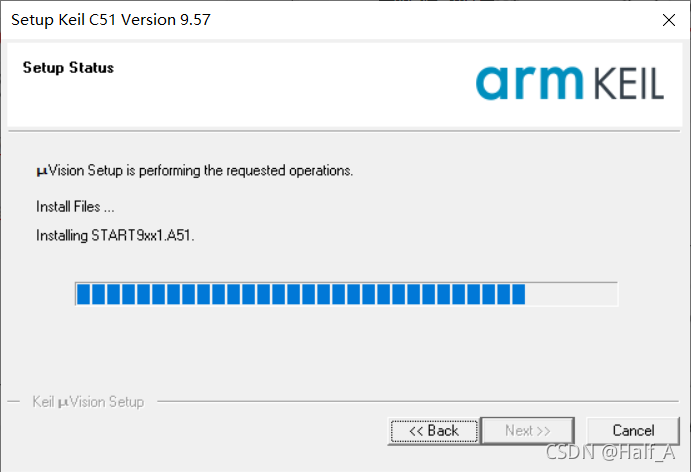 Setup Keil C51 Version 9.57
Setup Status
arm KEIL
µVision Setup is performing the requested operations.
Install Files ...
Installing START9xx1.A51.
Keil µVision Setup
<< Back
Next >>
Cancel
CSDN @Half_A